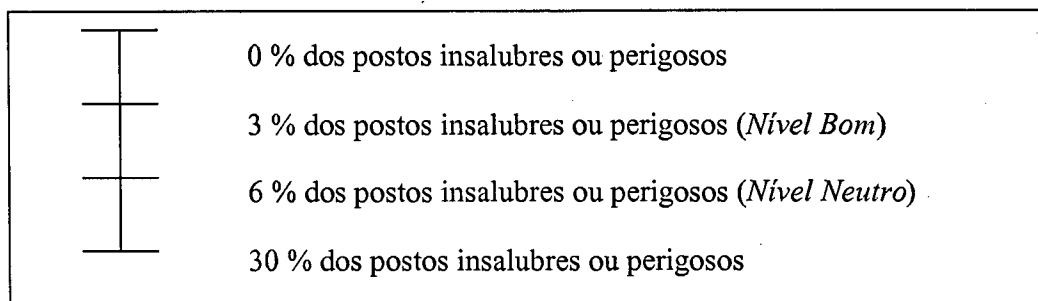 0 % dos postos insalubres ou perigosos
3 % dos postos insalubres ou perigosos (Nível Bom)
6 % dos postos insalubres ou perigosos (Nível Neutro)
30 % dos postos insalubres ou perigosos